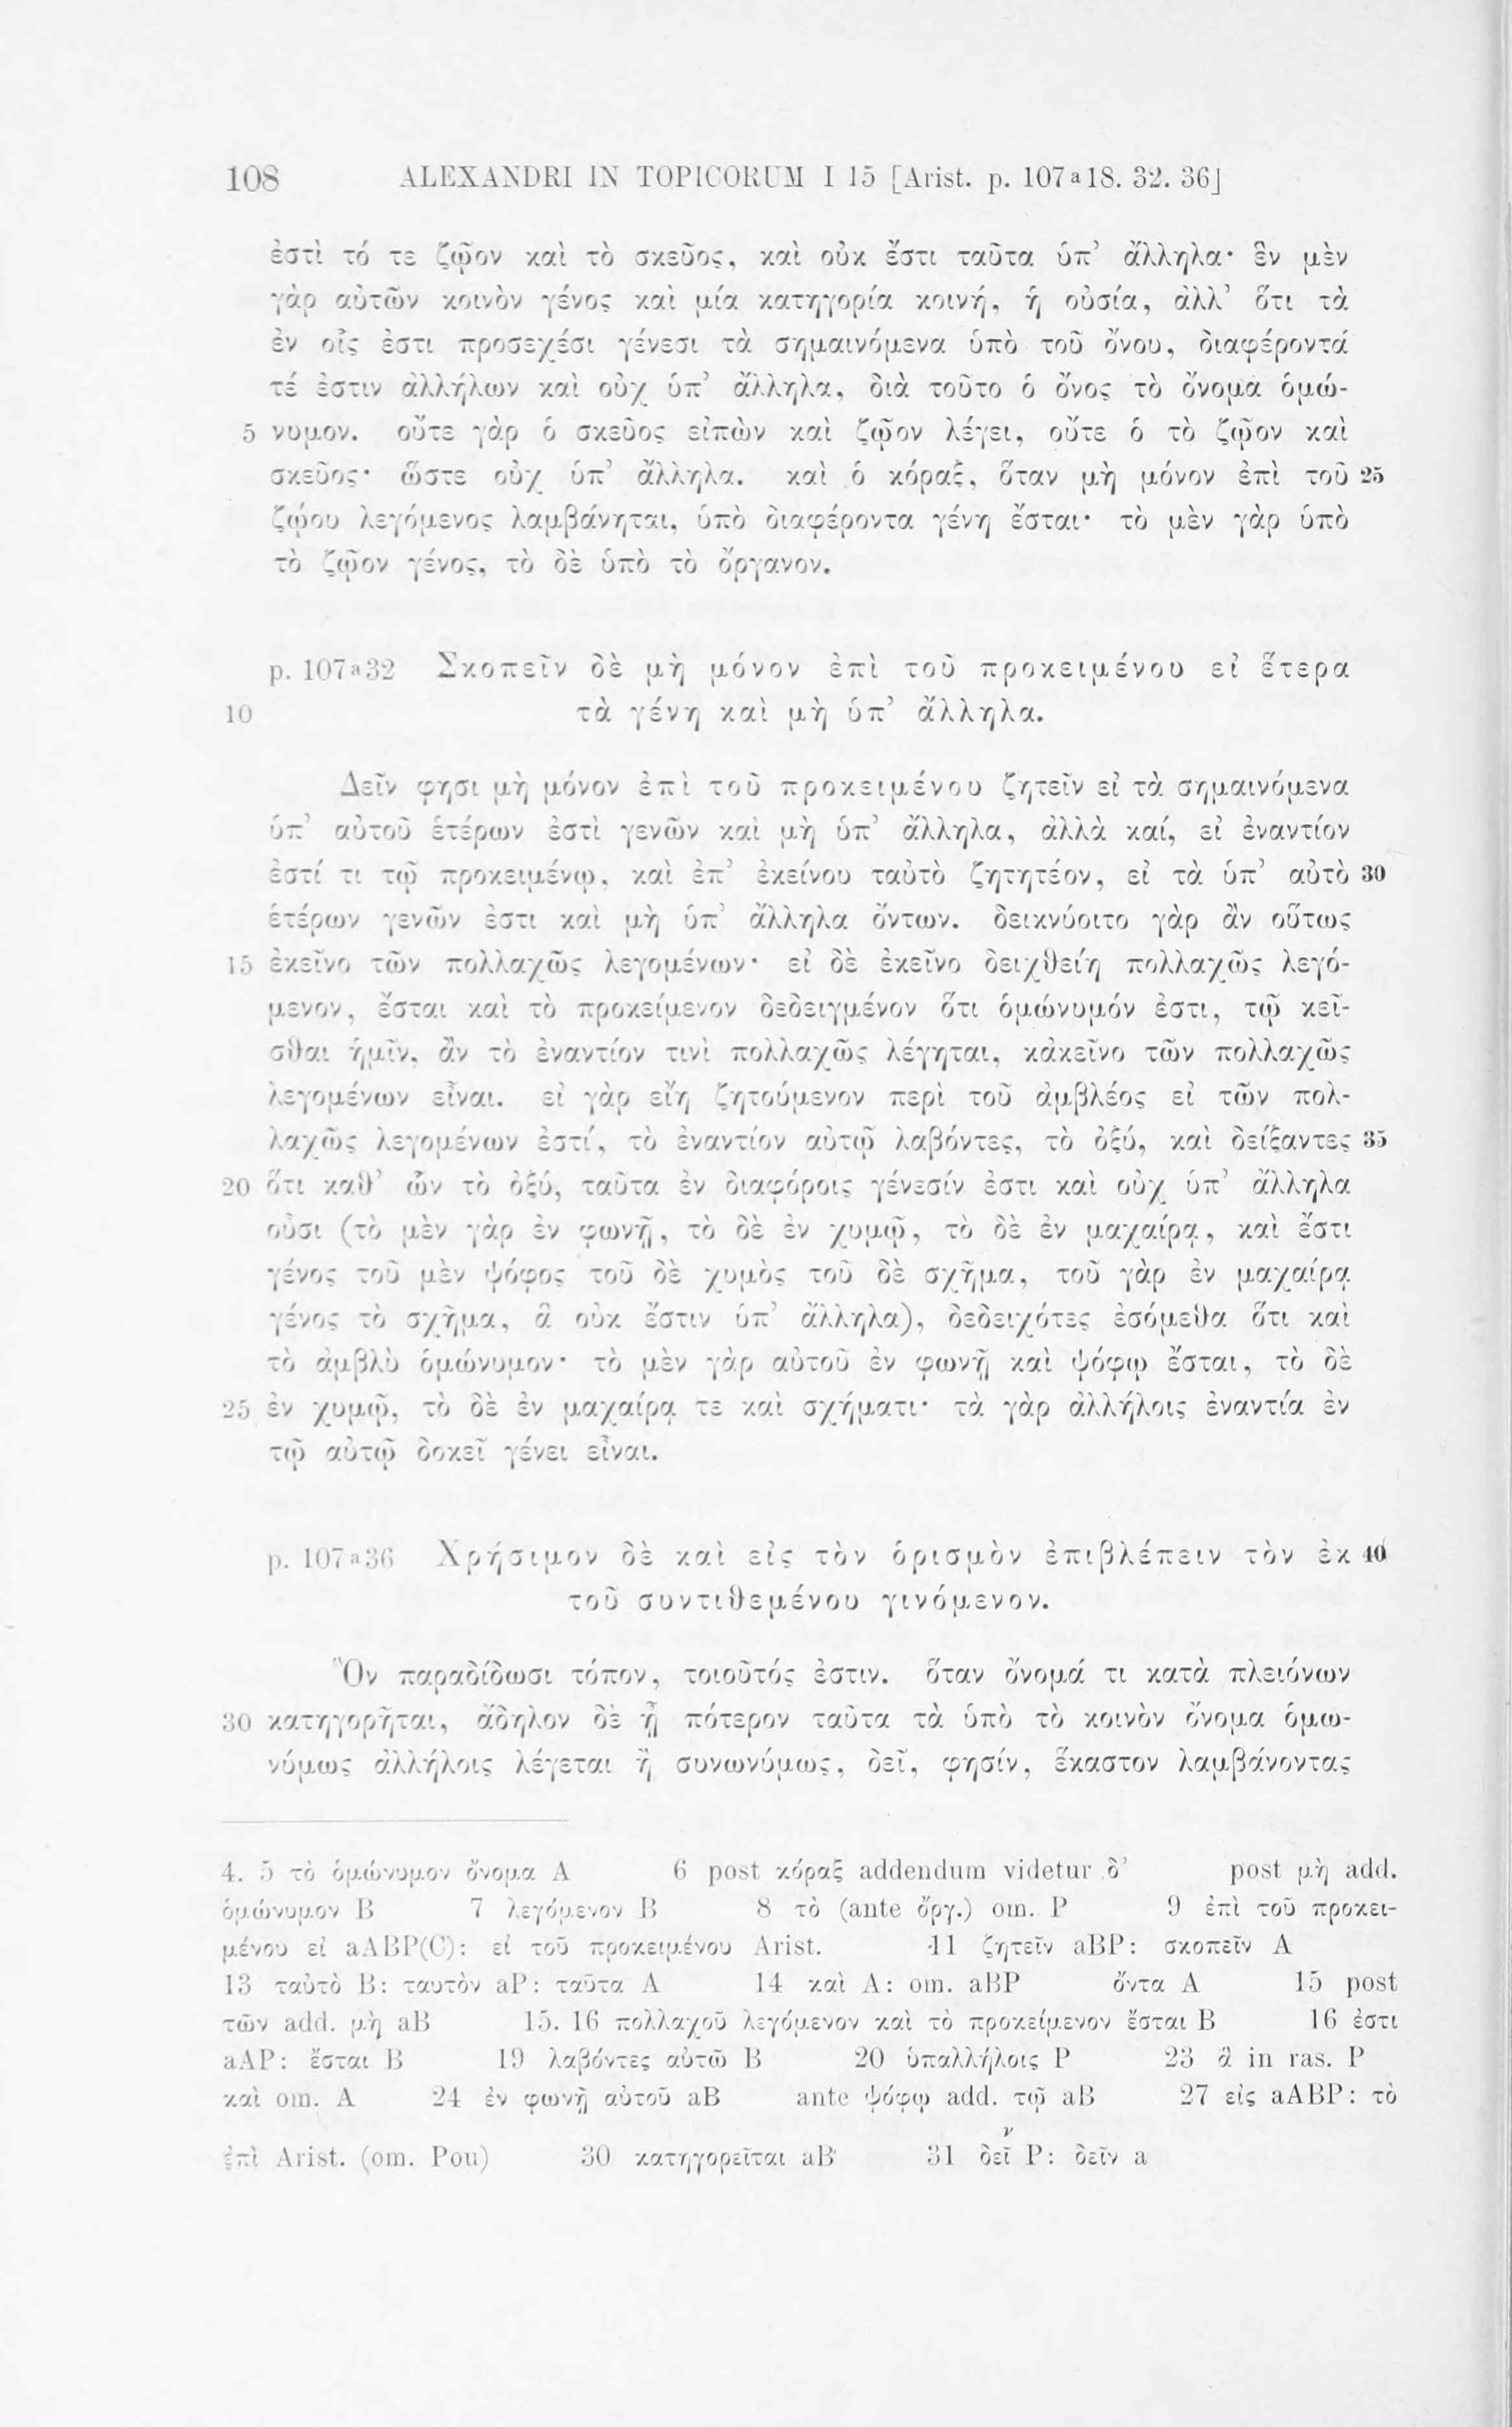 108 ALEXANDRI IN TOPICORUM I 15 [Arist. p. 107 a 18. 32. 36]
ἐστὶ τό τε ζῷον καὶ τὸ σκεῦος, καὶ οὐκ ἔστι ταῦτα ὑπ’ ἄλληλα· ἓν μὲν
γὰρ αὐτῶν κοινὸν γένος καὶ μία κατηγορία κοινή, ἡ οὐσία, ἀλλ’ ὅτι τὰ
ἐν οἷς ἐστι προσεχέσι γένεσι τὰ σημαινόμενα ὑπὸ τοῦ ὄνου, διαφέροντά
τέ ἐστιν ἀλλήλων καὶ οὐχ ὑπ’ ἄλληλα, διὰ τοῦτο ὁ ὄνος τὸ ὄνομα ὁμώ-
5 νυμον. οὔτε γὰρ ὁ σκεῦος εἰπὼν καὶ ζῷον λέγει, οὔτε ὁ τὸ ζῷον καὶ
σκεῦος· ὥστε οὐχ ὑπ’ ἄλληλα. καὶ ὁ κόραξ, ὅταν μὴ μόνον ἐπὶ τοῦ 25
ζῴου λεγόμενος λαμβάνηται, ὑπὸ διαφέροντα γένη ἔσται· τὸ μὲν γὰρ ὑπὸ
τὸ ζῷον γένος, τὸ δὲ ὑπὸ τὸ ὄργανον.
p. 107 a 32 Σκοπεῖν δὲ μὴ μόνον ἐπὶ τοῦ προκειμένου εἰ ἕτερα
10 τὰ γένη καὶ μὴ ὑπ’ ἄλληλα.
Δεῖν φησι μὴ μόνον ἐπὶ τοῦ προκειμένου ζητεῖν εἰ τὰ σημαινόμενα
ὑπ’ αὐτοῦ ἑτέρων ἐστὶ γενῶν καὶ μὴ ὑπ’ ἄλληλα, ἀλλὰ καί, εἰ ἐναντίον
ἐστί τι τῷ προκειμένῳ, καὶ ἐπ’ ἐκείνου ταὐτὸ ζητητέον, εἰ τὰ ὑπ’ αὐτὸ 30
ἑτέρων γενῶν ἐστι καὶ μὴ ὑπ’ ἄλληλα ὄντων. δεικνύοιτο γὰρ ἂν οὕτως
15 ἐκεῖνο τῶν πολλαχῶς λεγομένων· εἰ δὲ ἐκεῖνο δειχθείη πολλαχῶς λεγό-
μενον, ἔσται καὶ τὸ προκείμενον δεδειγμένον ὅτι ὁμώνυμόν ἐστι, τῷ κεῖ-
σθαι ἡμῖν, ἂν τὸ ἐναντίον τινὶ πολλαχῶς λέγηται, κἀκεῖνο τῶν πολλαχῶς
λεγομένων εἶναι. εἰ γὰρ εἴη ζητούμενον περὶ τοῦ ἀμβλέος εἰ τῶν πολ-
λαχῶς λεγομένων ἐστί, τὸ ἐναντίον αὐτῷ λαβόντες, τὸ ὀξύ, καὶ δείξαντες 35
20 ὅτι καθ’ ὧν τὸ ὀξύ, ταῦτα ἐν διαφόροις γένεσίν ἐστι καὶ οὐχ ὑπ’ ἄλληλα
οὖσι (τὸ μὲν γὰρ ἐν φωνῇ, τὸ δὲ ἐν χυμῷ, τὸ δὲ ἐν μαχαίρᾳ, καὶ ἔστι
γένος τοῦ μὲν ψόφος τοῦ δὲ χυμὸς τοῦ δὲ σχῆμα, τοῦ γὰρ ἐν μαχαίρᾳ
γένος τὸ σχῆμα, ἃ οὐκ ἔστιν ὑπ’ ἄλληλα), δεδειχότες ἐσόμεθα ὅτι καὶ
τὸ ἀμβλὺ ὁμώνυμον· τὸ μὲν γὰρ αὐτοῦ ἐν φωνῇ καὶ ψόφῳ ἔσται, τὸ δὲ
25 ἐν χυμῷ, τὸ δὲ ἐν μαχαίρᾳ τε καὶ σχήματι· τὰ γὰρ ἀλλήλοις ἐναντία ἐν
τῷ αὐτῷ δοκεῖ γένει εἶναι.
p. 107 a 36 Χρήσιμον δὲ καὶ εἰς τὸν ὁρισμὸν ἐπιβλέπειν τὸν ἐκ 40
τοῦ συντιθεμένου γινόμενον.
Ὃν παραδίδωσι τόπον, τοιοῦτός ἐστιν. ὅταν ὄνομά τι κατὰ πλειόνων
30 κατηγορῆται, ἄδηλον δὲ ᾖ πότερον ταῦτα τὰ ὑπὸ τὸ κοινὸν ὄνομα ὁμω-
νύμως ἀλλήλοις λέγεται ἢ συνωνύμως, δεῖ, φησίν, ἕκαστον λαμβάνοντας
4. 5 τὸ ὁμώνυμον ὄνομα A 6 post κόραξ addendum videtur δ’ post μὴ add.
ὁμώνυμον B 7 λεγόμενον B 8 τὸ (ante ὄργ.) om. P 9 ἐπὶ τοῦ προκει-
μένου εἰ aABP(C): εἰ τοῦ προκειμένου Arist. 11 ζητεῖν aBP: σκοπεῖν A
13 ταὐτὸ B: ταυτὸν aP: ταῦτα A 14 καὶ A: om. aBP ὄντα A 15 post
τῶν add. μὴ aB 15. 16 πολλαχοῦ λεγόμενον καὶ τὸ προκείμενον ἔσται B 16 ἐστι
aAP: ἔσται B 19 λαβόντες αὐτῶ B 20 ὑπαλλήλοις P 23 ἃ in ras. P
καὶ om. A 24 ἐν φωνῇ αὐτοῦ aB ante ψόφῳ add. τῷ aB 27 εἰς aABP: τὸ
ἐπὶ Arist. (om. Pou) 30 κατηγορεῖται aB 31 δεῖν P: δεῖν a